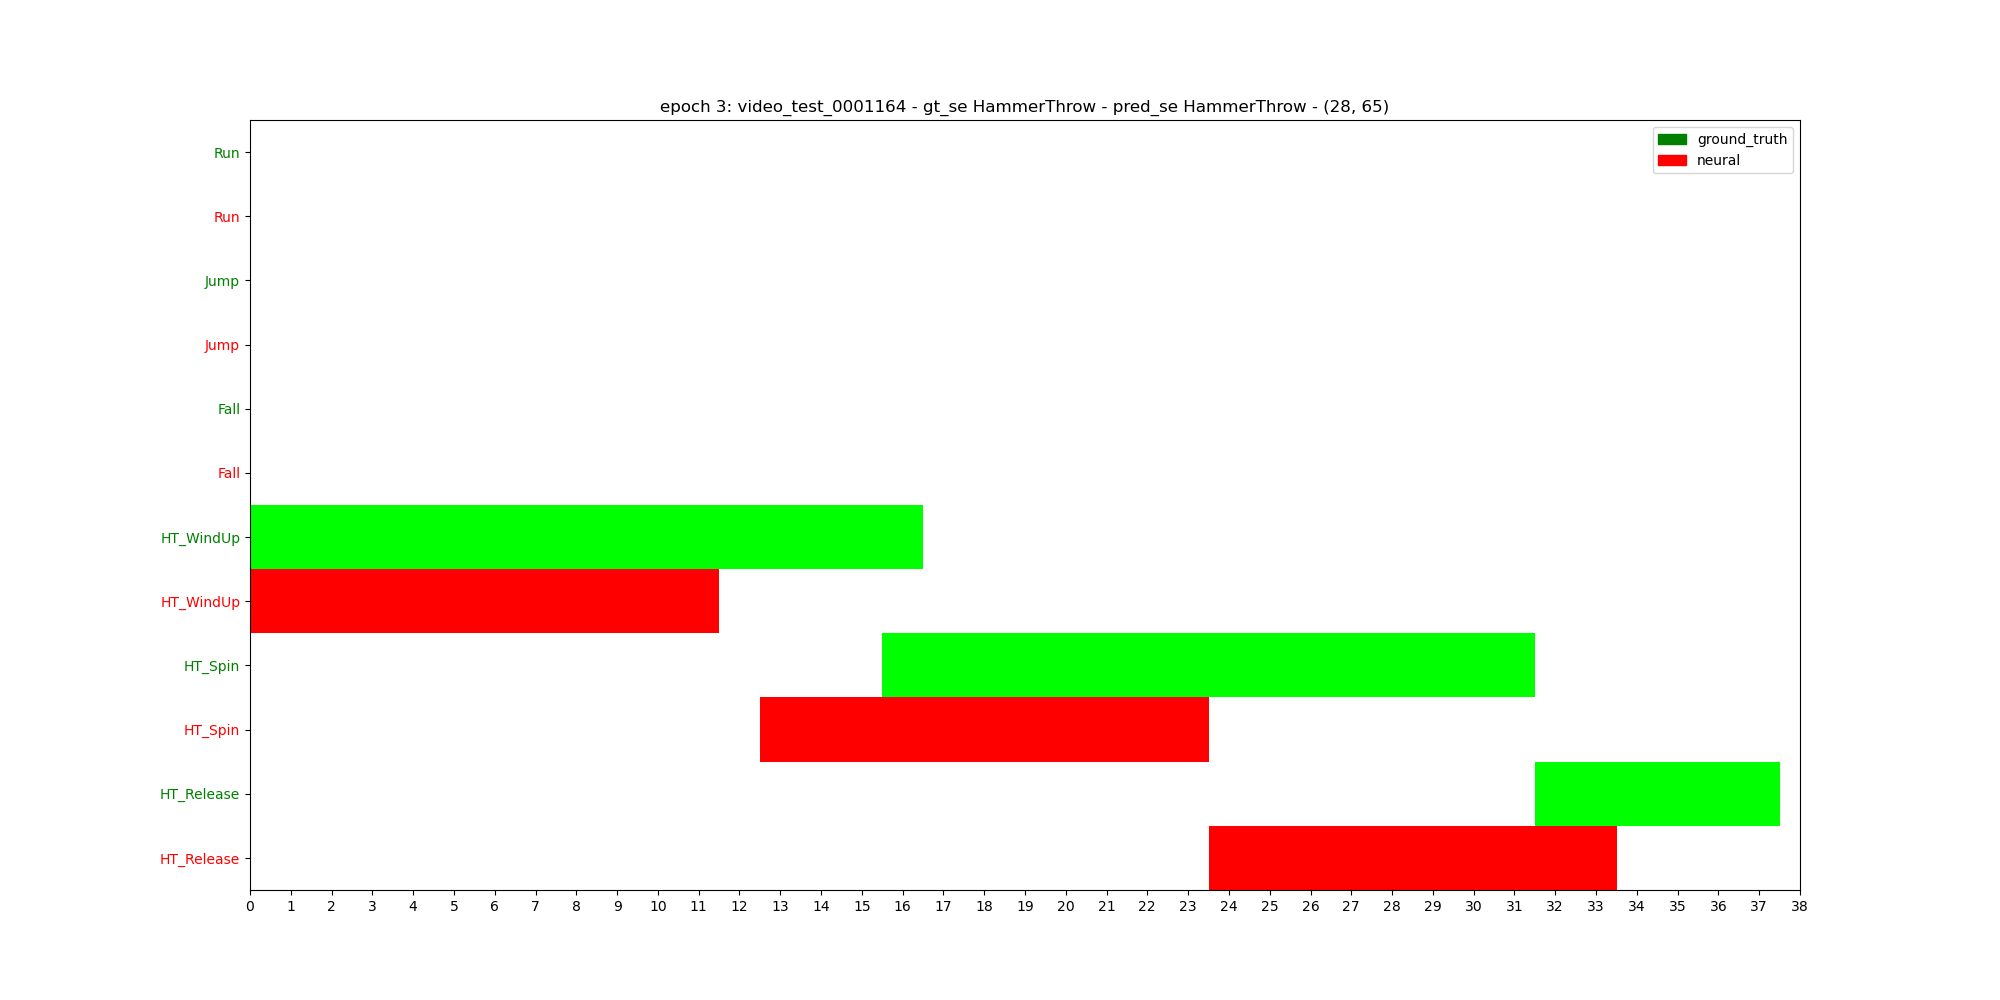 epoch 3: video_test_0001164 - gt_se HammerThrow - pred_se HammerThrow - (28, 65)
ground_truth
neural
Run
Run
Jump
Jump
Fall
Fall
HT_WindUp
HT_WindUp
HT_Spin
HT_Spin
HT_Release
HT_Release
0 1 2 3 4 5 6 7 8 9 10 11 12 13 14 15 16 17 18 19 20 21 22 23 24 25 26 27 28 29 30 31 32 33 34 35 36 37 38